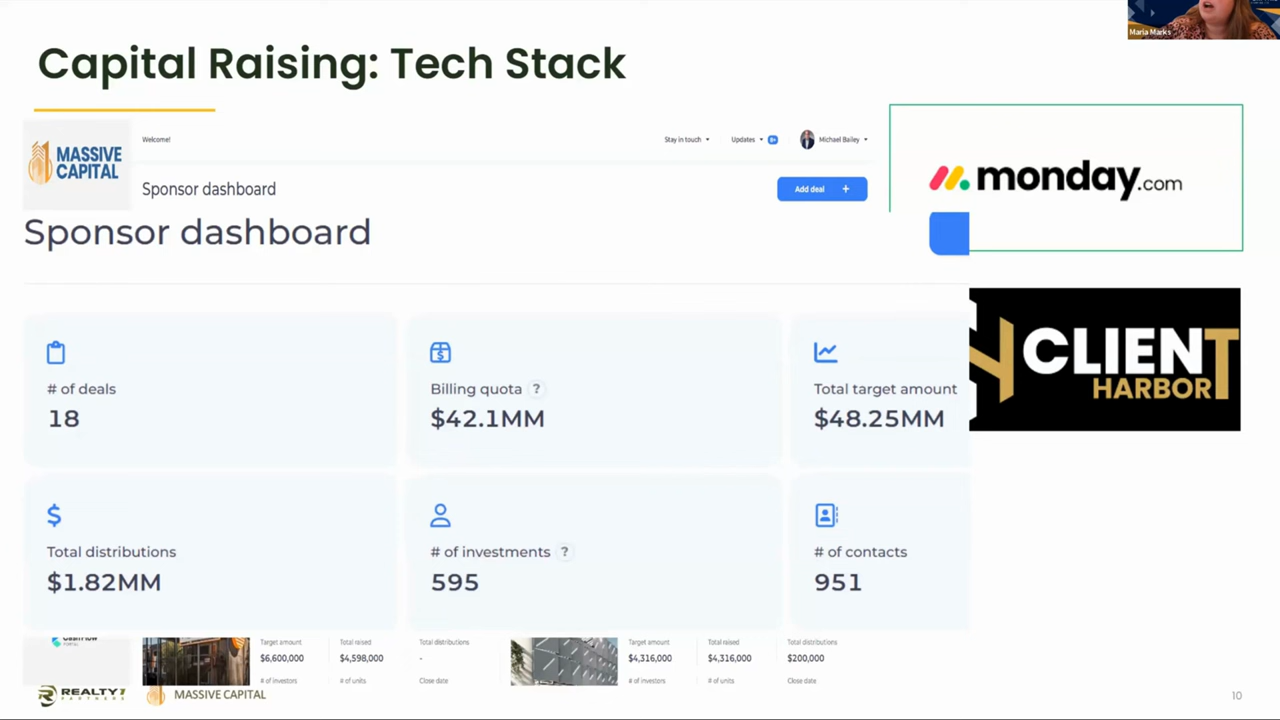 Maria Marks
Capital Raising: Tech Stack
MASSIVE CAPITAL
Welcome!
Stay in touch
Updates
Michael Bailey
Sponsor dashboard
Add deal +
Sponsor dashboard
monday.com
CLIENT HARBOR
# of deals
18
Billing quota ?
$42.1MM
Total target amount
$48.25MM
Total distributions
$1.82MM
# of investments ?
595
# of contacts
951
Target amount
$6,600,000
# of investors
Total raised
$4,598,000
# of units
Total distributions
-
Close date
Target amount
$4,316,000
# of investors
Total raised
$4,316,000
# of units
Total distributions
$200,000
Close date
REALTY
PARTNERS
MASSIVE CAPITAL
10